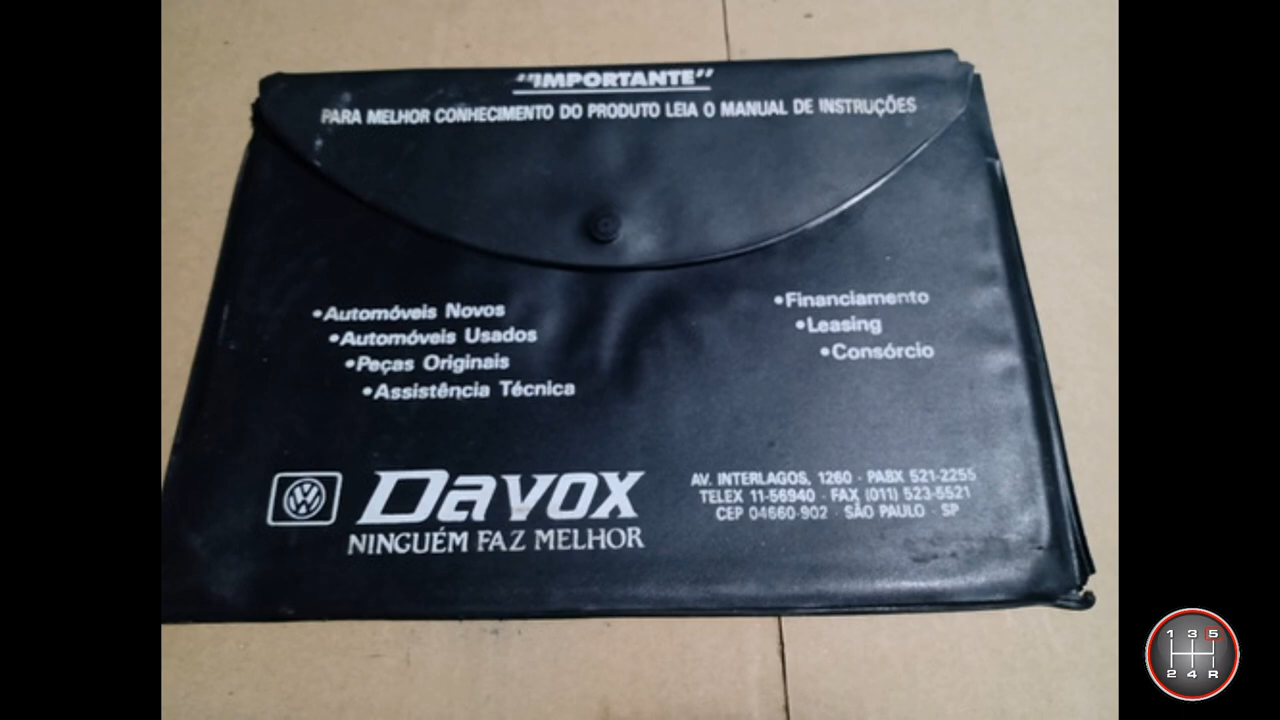 "IMPORTANTE"
PARA MELHOR CONHECIMENTO DO PRODUTO LEIA O MANUAL DE INSTRUÇÕES
•Automóveis Novos
•Automóveis Usados
•Peças Originais
•Assistência Técnica
•Financiamento
•Leasing
•Consórcio
VW
Davox
NINGUÉM FAZ MELHOR
AV. INTERLAGOS, 1260 - PABX 521-2255
TELEX 11-56940 - FAX (011) 523-5521
CEP 04660-902 - SÃO PAULO - SP
1 3 5
2 4 R